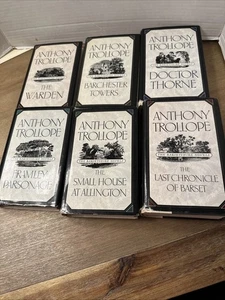 ANTHONY
TROLLOPE
THE
WARDEN
ANTHONY
TROLLOPE
BARCHESTER
TOWERS
ANTHONY
TROLLOPE
DOCTOR
THORNE
ANTHONY
TROLLOPE
FRAMLEY
PARSONAGE
ANTHONY
TROLLOPE
THE
SMALL HOUSE
AT ALLINGTON
ANTHONY
TROLLOPE
THE
LAST CHRONICLE
OF BARSET